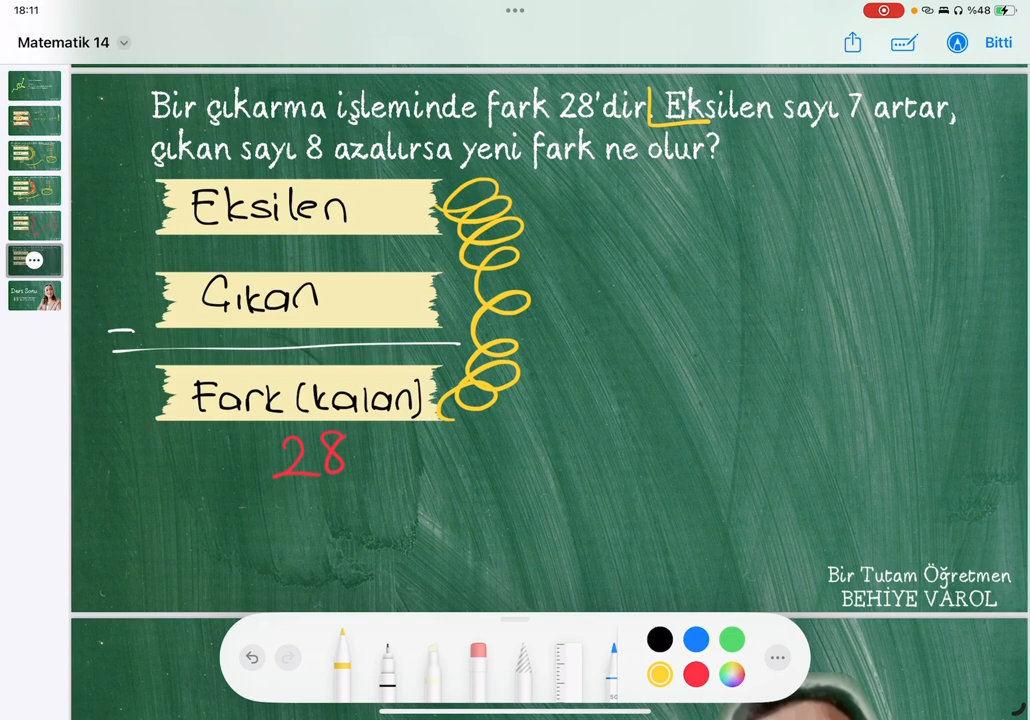 18:11
%48
Matematik 14
Bitti
Bir çıkarma işleminde fark 28'dir. Eksilen sayı 7 artar,
çıkan sayı 8 azalırsa yeni fark ne olur?
Eksilen
Çıkan
Fark (kalan)
28
Bir Tutam Öğretmen
BEHİYE VAROL
Ders Sonu